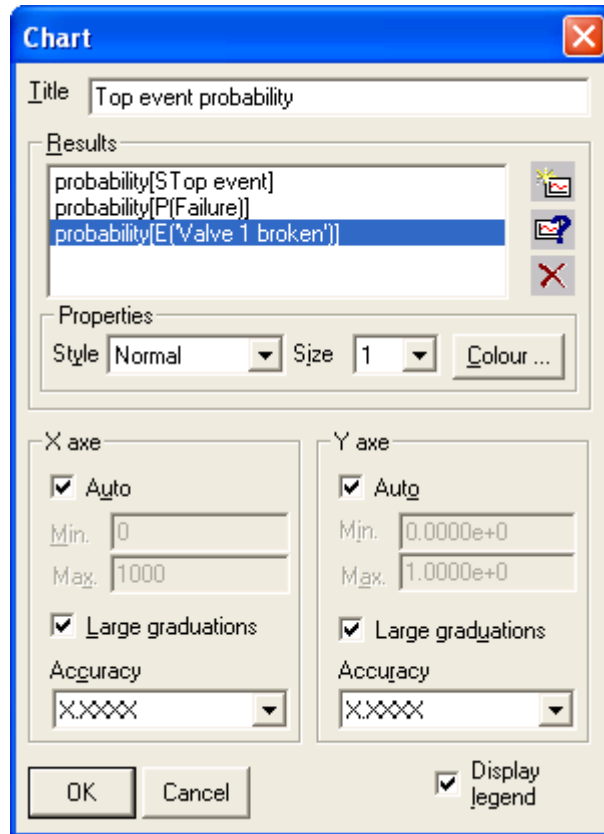 Chart
Title Top event probability
Results
probability[STop event]
probability[P(Failure)]
probability[E('Valve 1 broken')]
Properties
Style Normal Size 1 Colour ...
X axe
Auto
Min. 0
Max. 1000
Large graduations
Accuracy
X.XXXX
Y axe
Auto
Min. 0.0000e+0
Max. 1.0000e+0
Large graduations
Accuracy
X.XXXX
OK Cancel
Display
legend